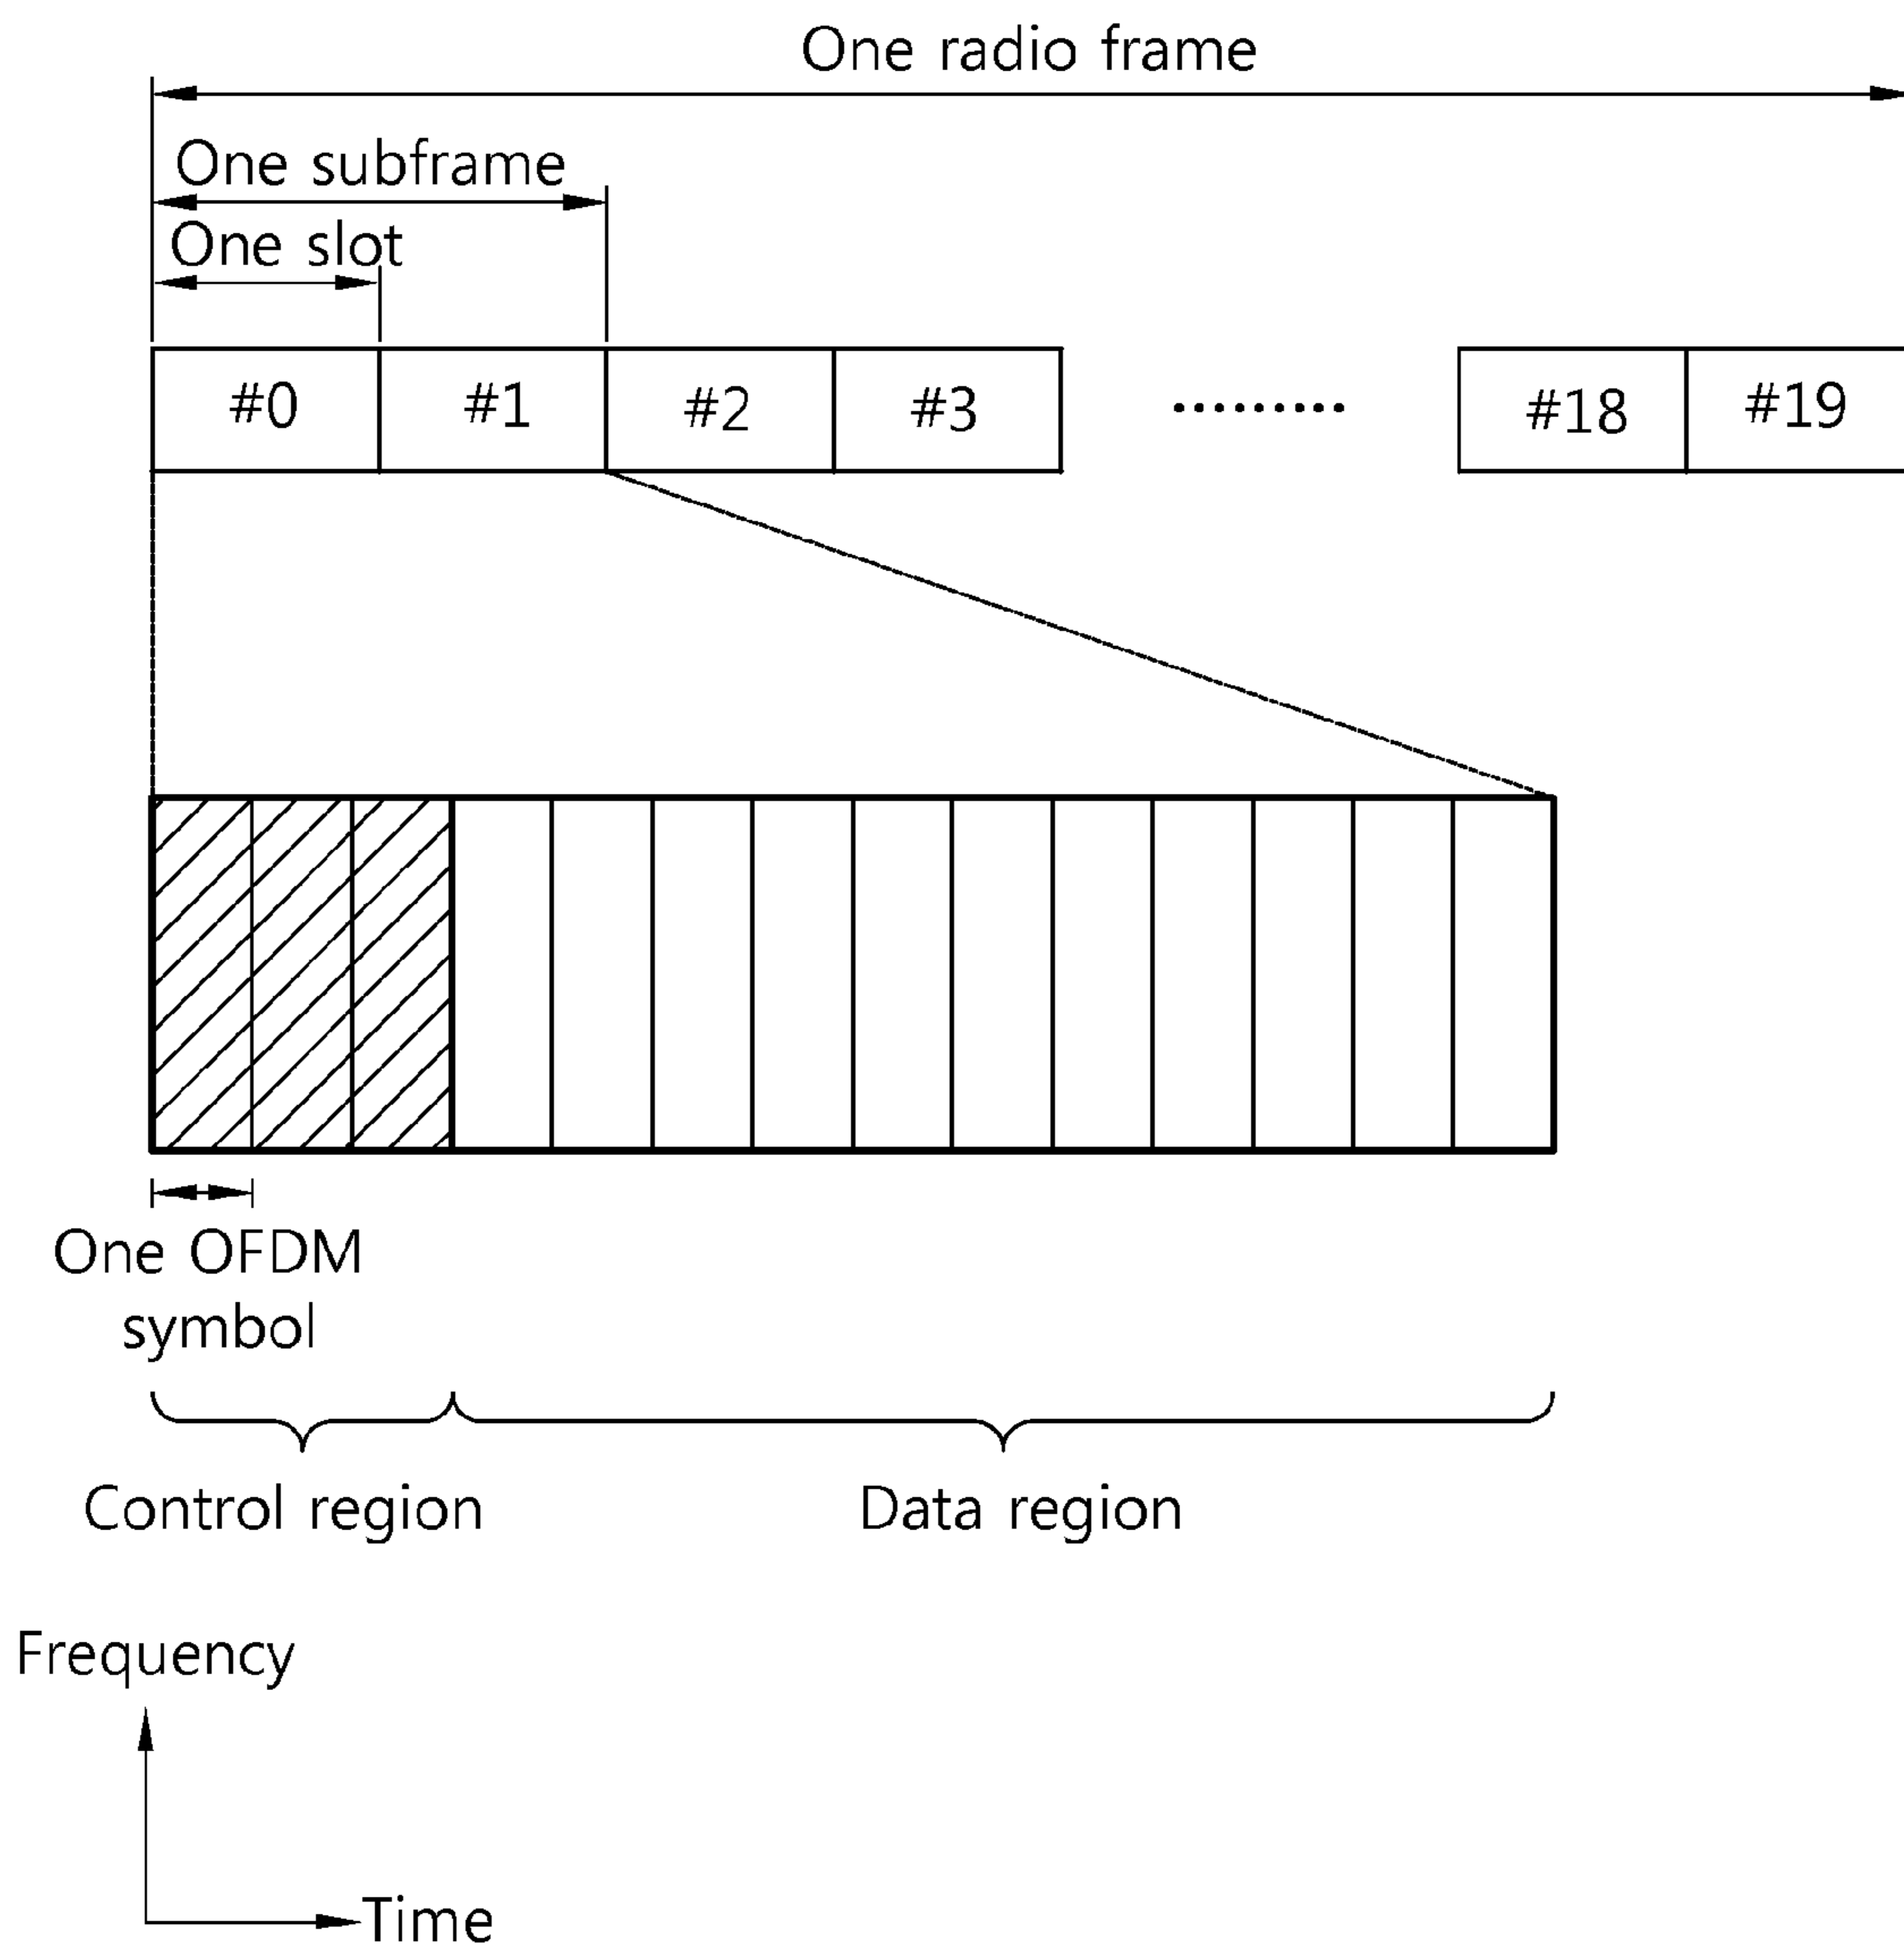 One radio frame
One subframe
One slot
#0 #1 #2 #3 ......... #18 #19
One OFDM
symbol
Control region
Data region
Frequency
Time